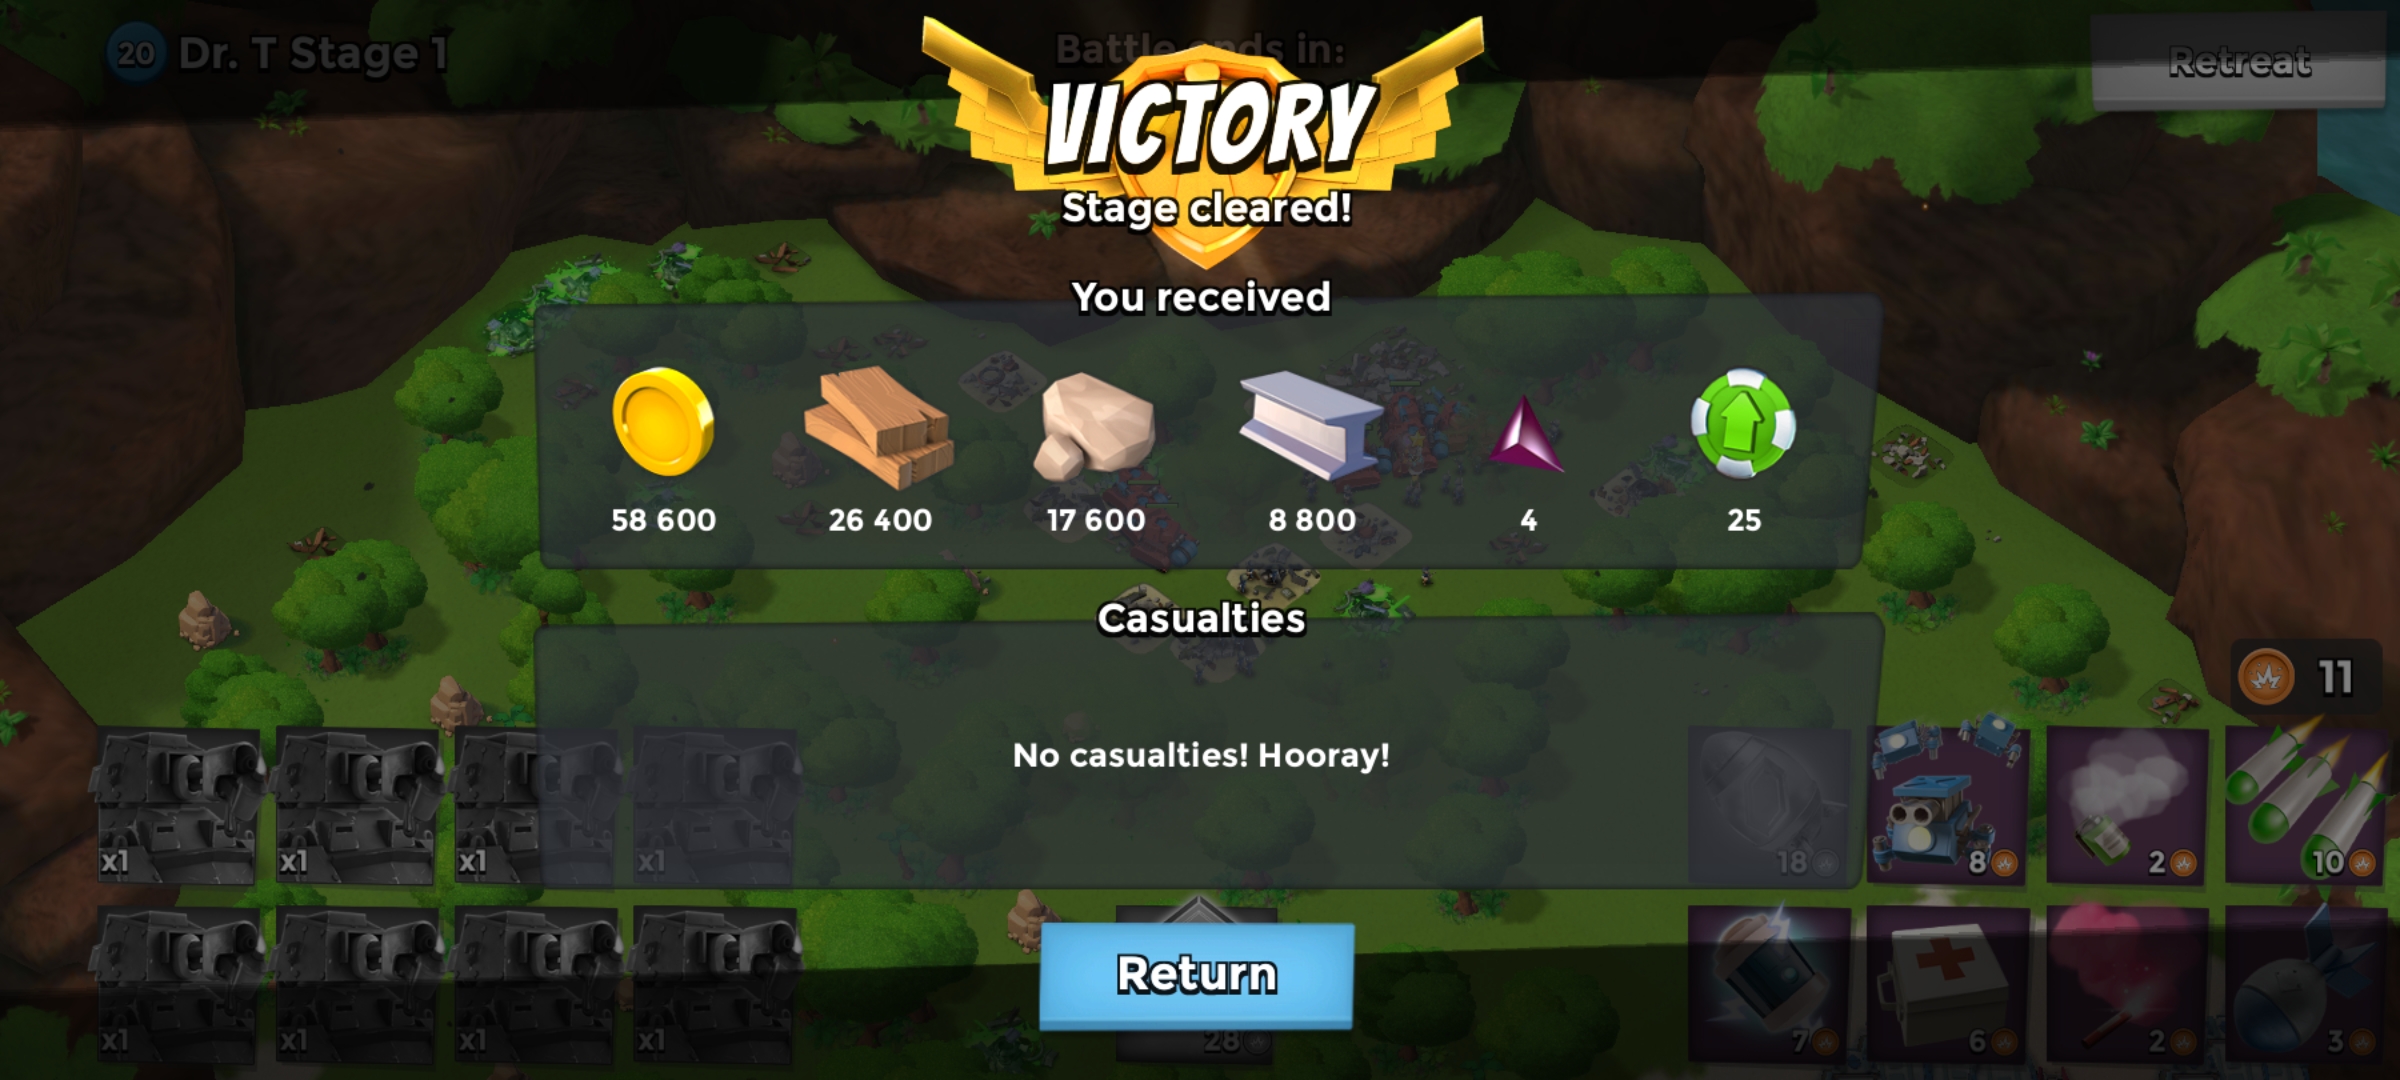 20 Dr. T Stage 1
Battle ends in:
Retreat
VICTORY
Stage cleared!
You received
58 600
26 400
17 600
8 800
4
25
Casualties
No casualties! Hooray!
11
x1
x1
x1
x1
18
8
2
10
Return
x1
x1
x1
x1
28
7
6
2
3